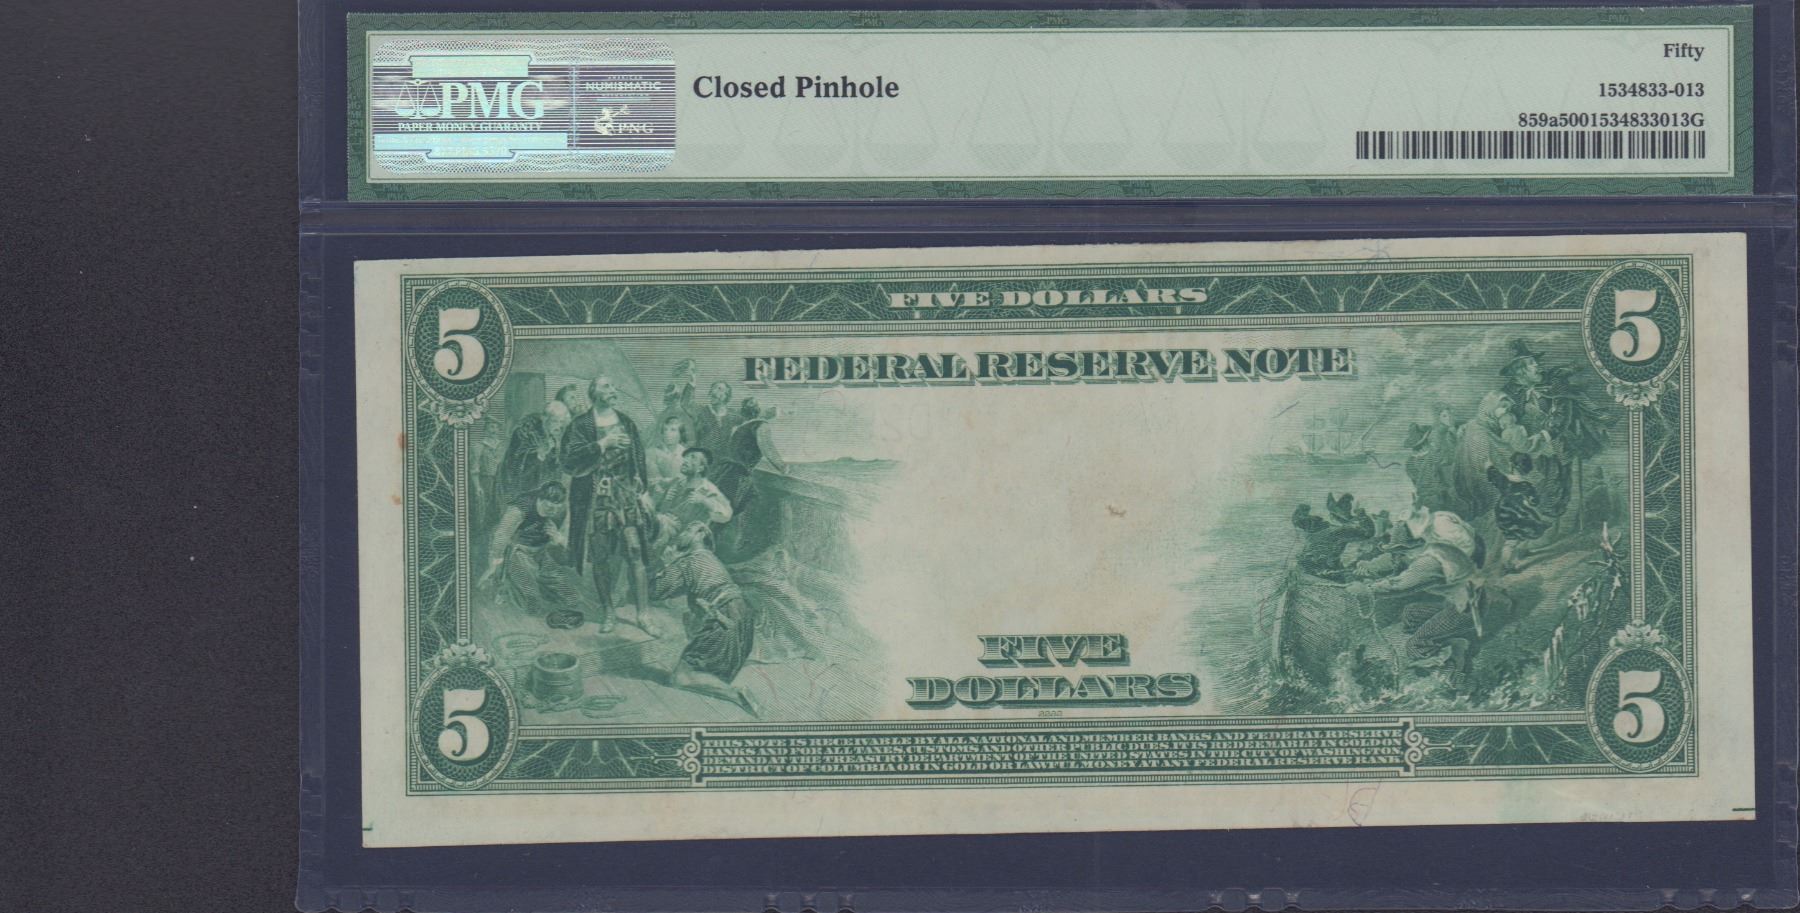 PMG
PAPER MONEY GUARANTY
NUMISMATIC
PNG
Closed Pinhole
Fifty
1534833-013
859a5001534833013G
FIVE DOLLARS
5
5
FEDERAL RESERVE NOTE
FIVE
DOLLARS
5
5
THIS NOTE IS RECEIVABLE BY ALL NATIONAL AND MEMBER BANKS AND FEDERAL RESERVE
BANKS AND FOR ALL TAXES, CUSTOMS AND OTHER PUBLIC DUES. IT IS REDEEMABLE IN GOLD ON
DEMAND AT THE TREASURY DEPARTMENT OF THE UNITED STATES IN THE CITY OF WASHINGTON,
DISTRICT OF COLUMBIA OR IN GOLD OR LAWFUL MONEY AT ANY FEDERAL RESERVE BANK.